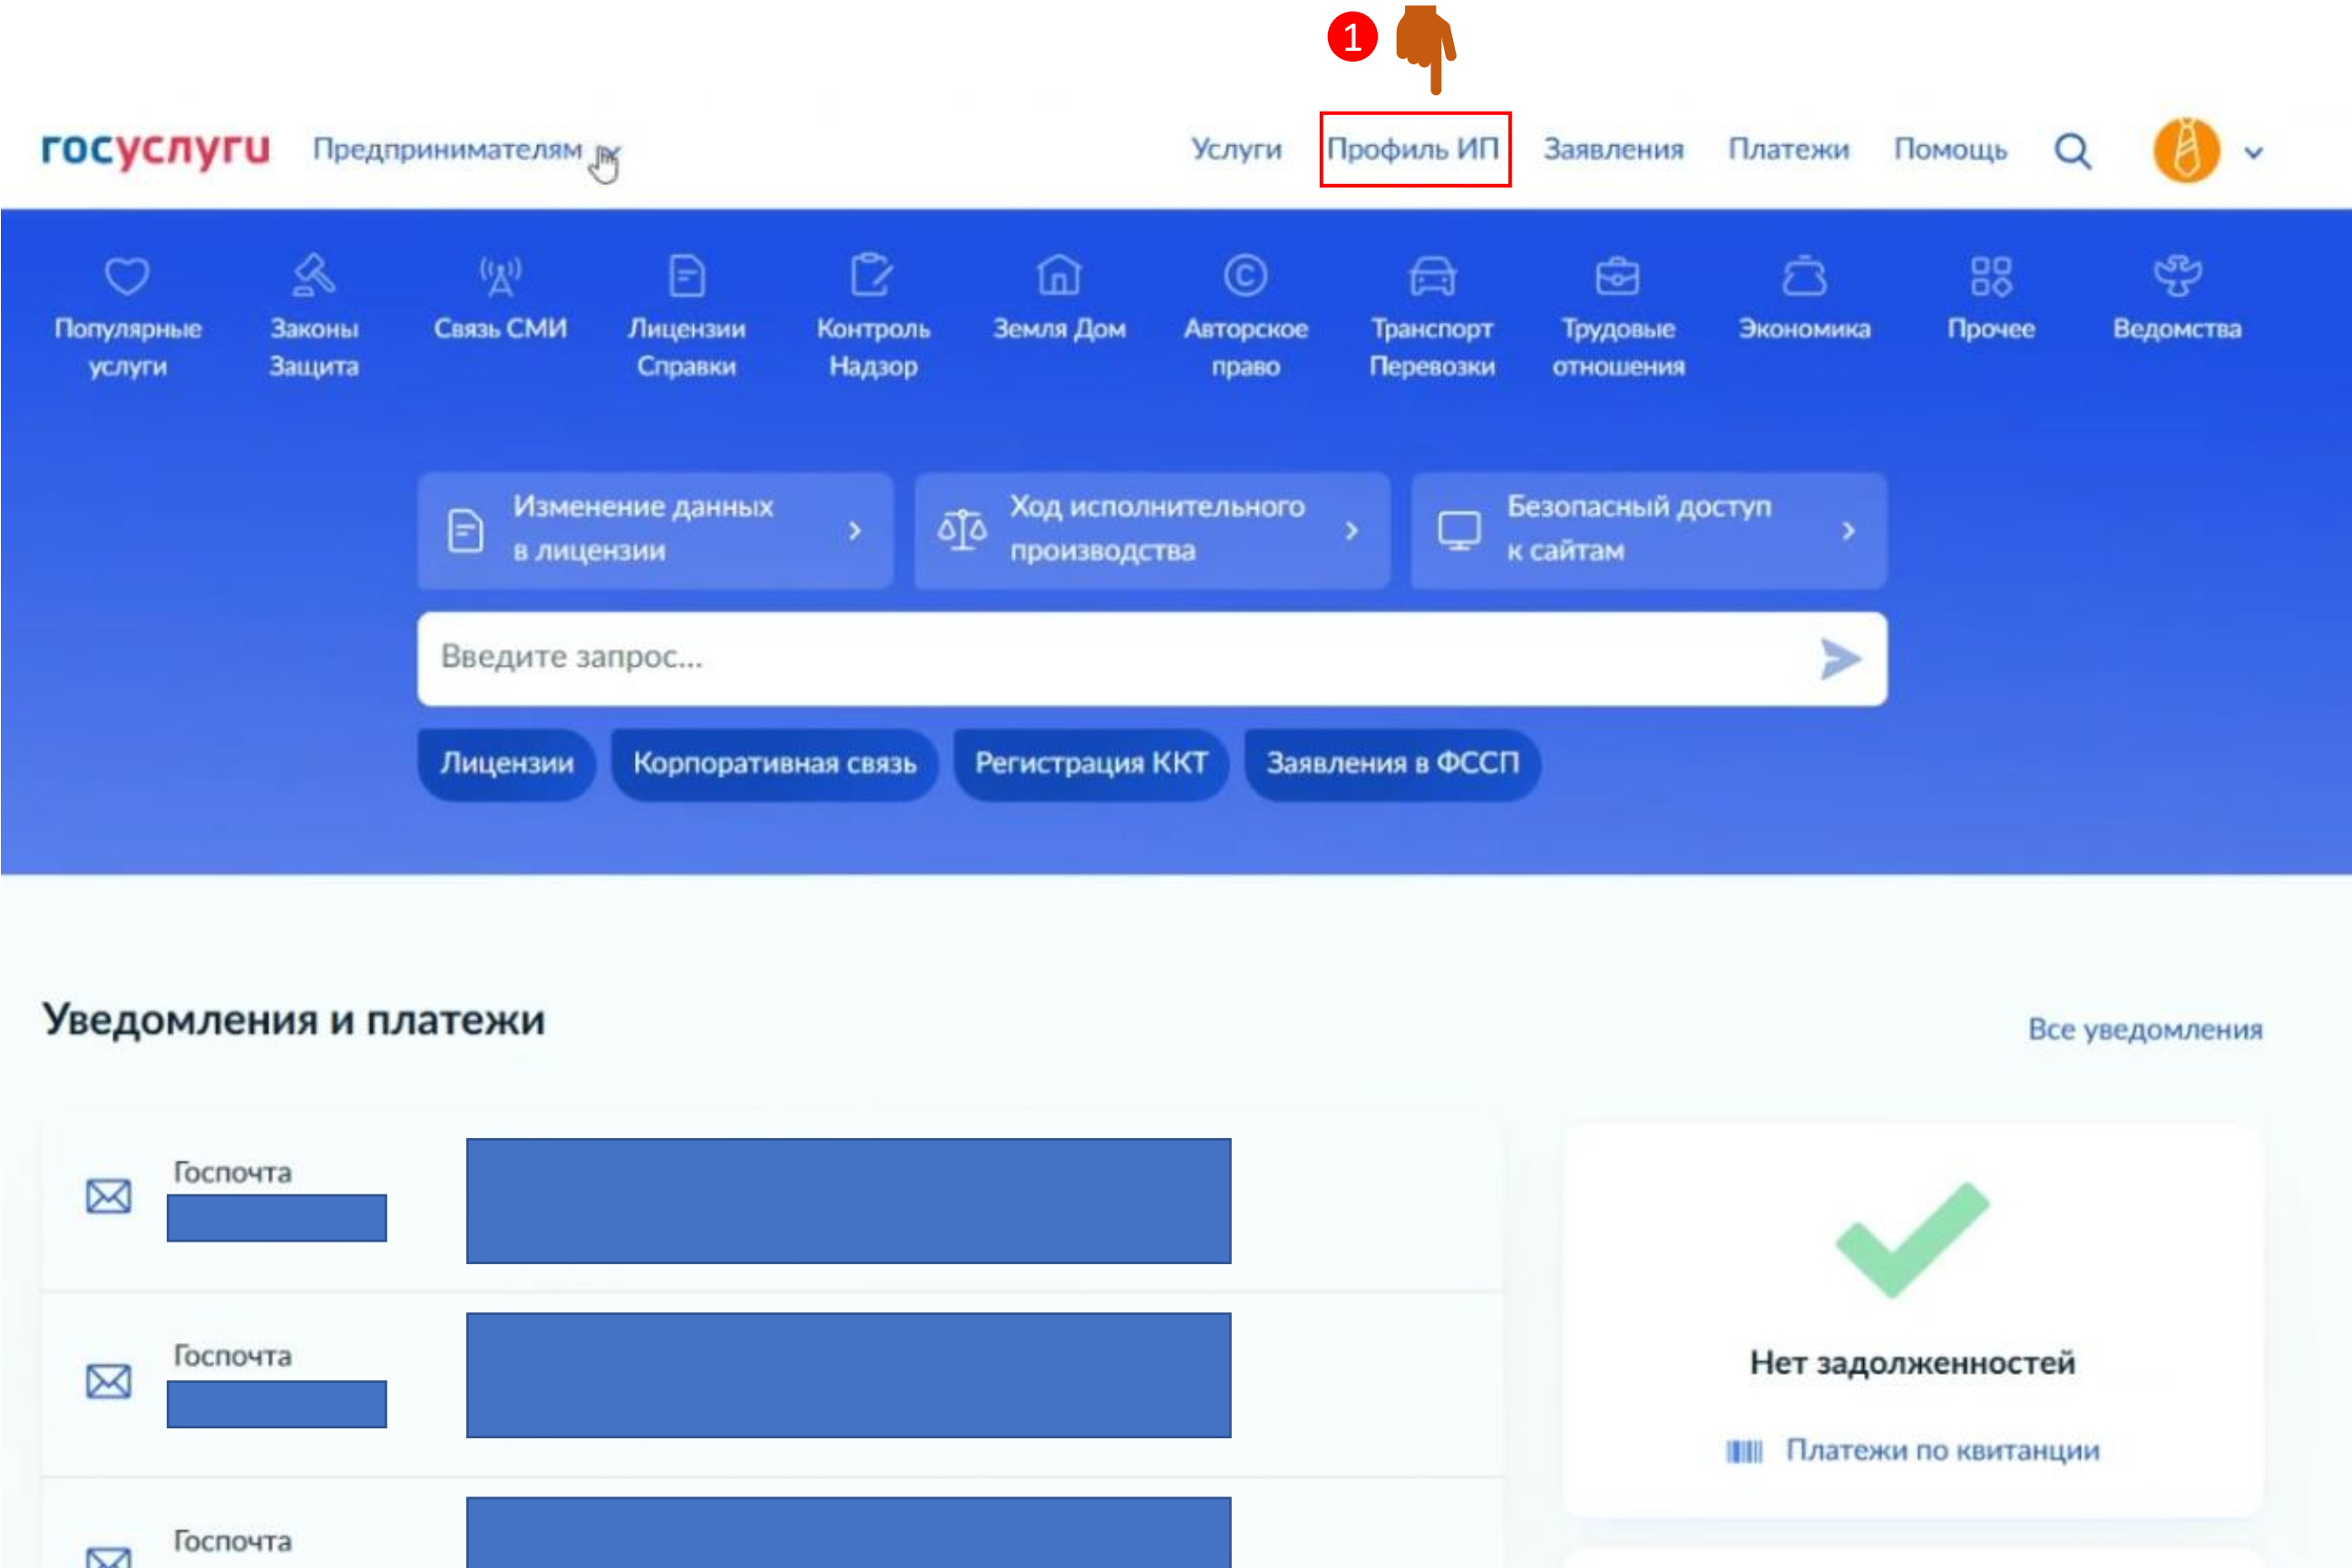 1
госуслуги Предпринимателям Услуги Профиль ИП Заявления Платежи Помощь
Популярные услуги
Законы Защита
Связь СМИ
Лицензии Справки
Контроль Надзор
Земля Дом
Авторское право
Транспорт Перевозки
Трудовые отношения
Экономика
Прочее
Ведомства
Изменение данных
в лицензии
Ход исполнительного
производства
Безопасный доступ
к сайтам
Введите запрос...
Лицензии Корпоративная связь Регистрация ККТ Заявления в ФССП
Уведомления и платежи
Все уведомления
Госпочта
Госпочта
Госпочта
Нет задолженностей
Платежи по квитанции